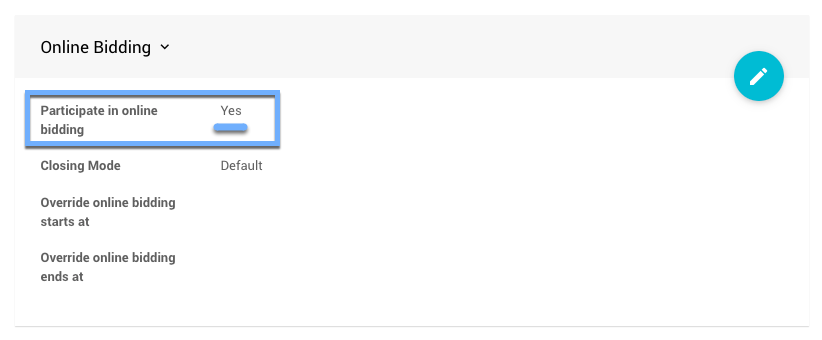 Online Bidding
Participate in online
bidding
Yes
Closing Mode
Default
Override online bidding
starts at
Override online bidding
ends at